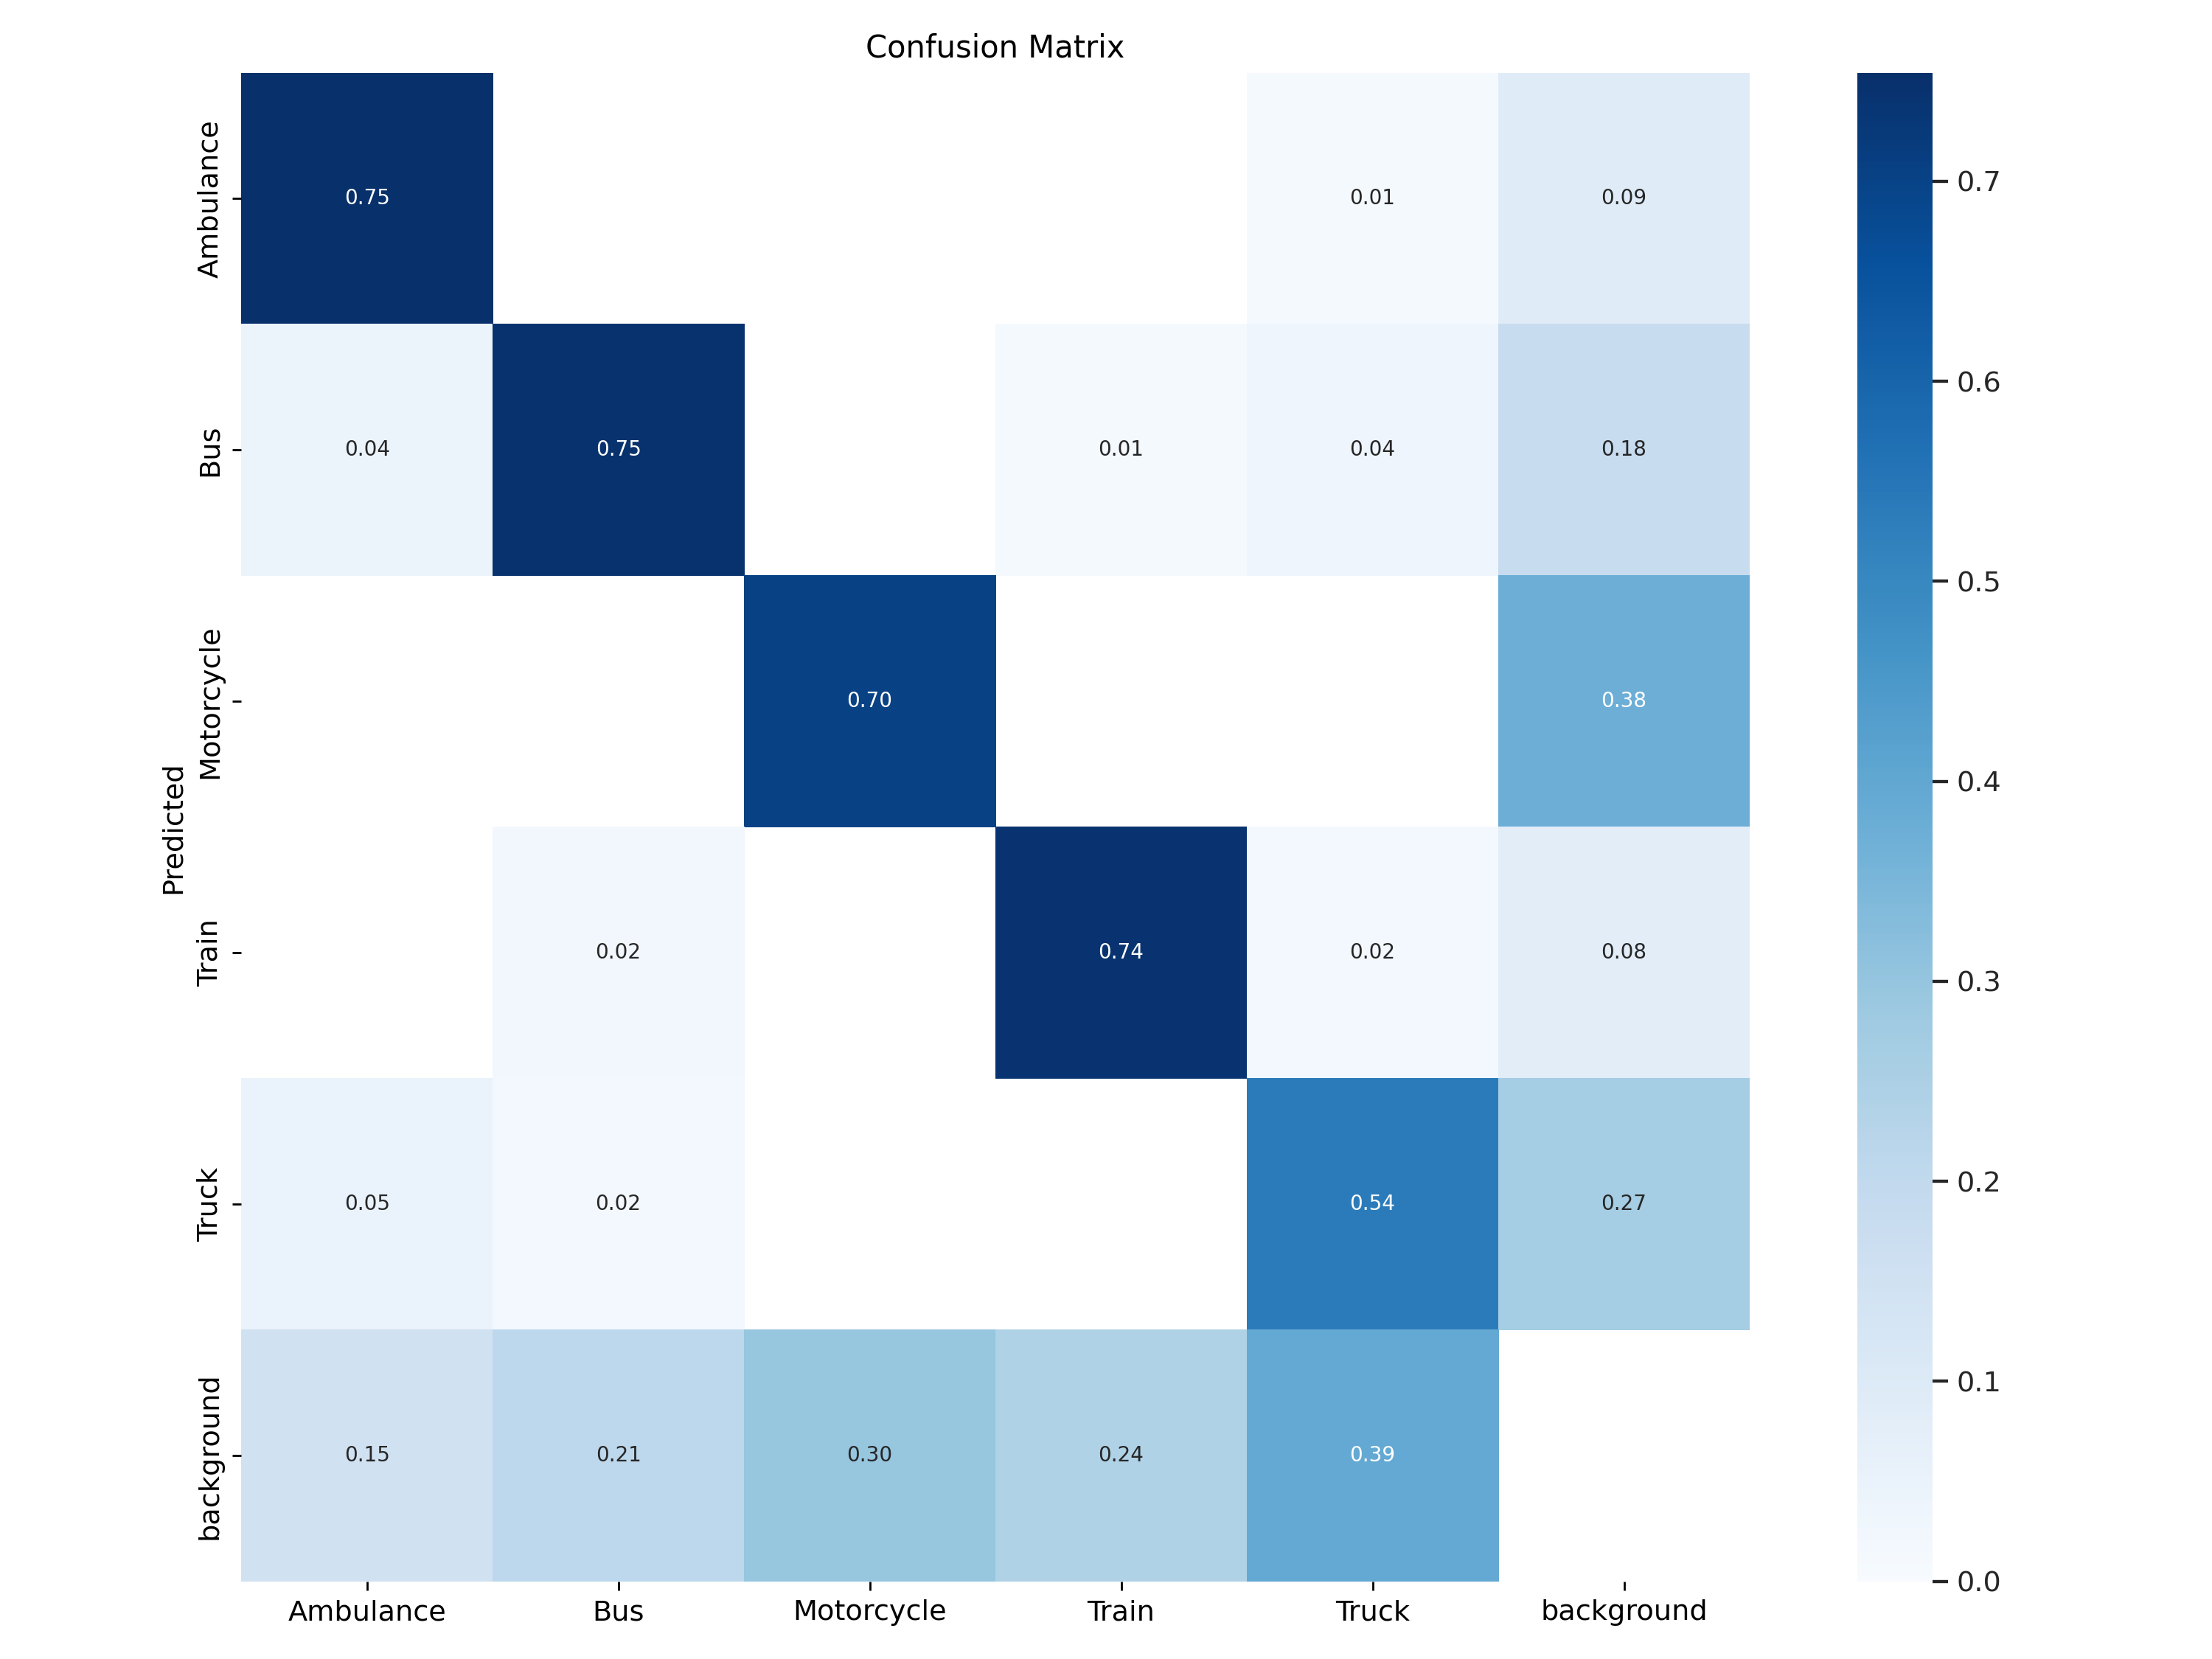 Confusion Matrix
Predicted
Ambulance
0.75
0.01
0.09
Bus
0.04
0.75
0.01
0.04
0.18
Motorcycle
0.70
0.38
Train
0.02
0.74
0.02
0.08
Truck
0.05
0.02
0.54
0.27
background
0.15
0.21
0.30
0.24
0.39
Ambulance
Bus
Motorcycle
Train
Truck
background
0.7
0.6
0.5
0.4
0.3
0.2
0.1
0.0